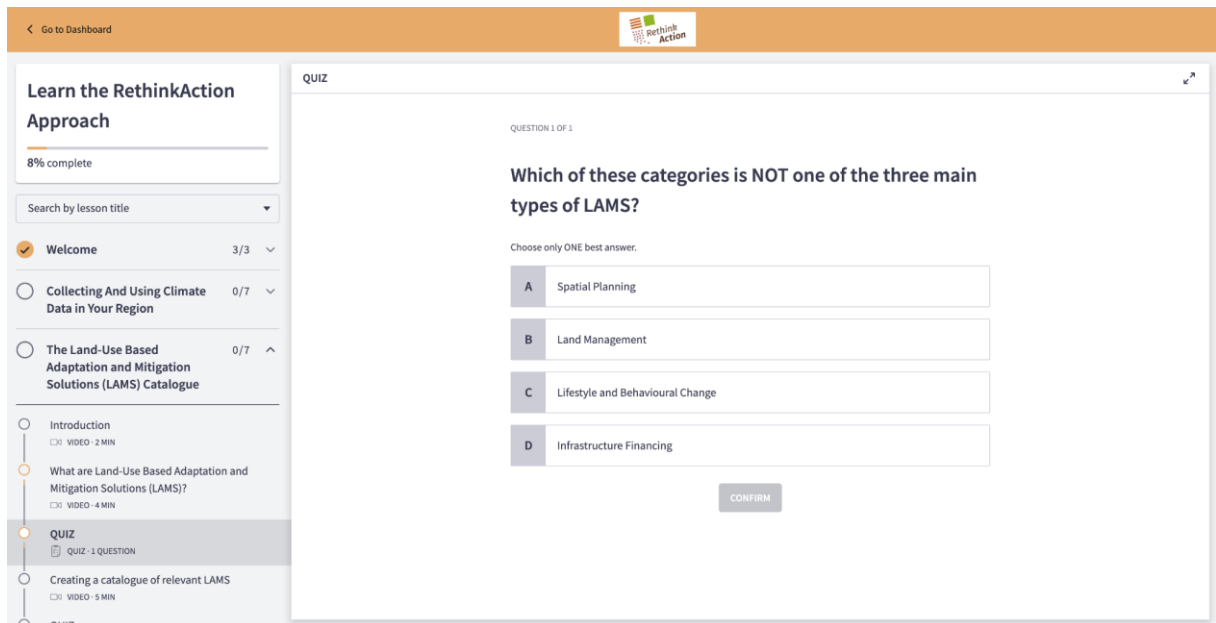 Go to Dashboard
Rethink
Action
Learn the RethinkAction
Approach
8% complete
Search by lesson title
Welcome 3/3
Collecting And Using Climate 0/7
Data in Your Region
The Land-Use Based 0/7
Adaptation and Mitigation
Solutions (LAMS) Catalogue
Introduction
VIDEO · 2 MIN
What are Land-Use Based Adaptation and
Mitigation Solutions (LAMS)?
VIDEO · 4 MIN
QUIZ
QUIZ · 1 QUESTION
Creating a catalogue of relevant LAMS
VIDEO · 5 MIN
QUIZ
QUIZ
QUESTION 1 OF 1
Which of these categories is NOT one of the three main
types of LAMS?
Choose only ONE best answer.
A Spatial Planning
B Land Management
C Lifestyle and Behavioural Change
D Infrastructure Financing
CONFIRM